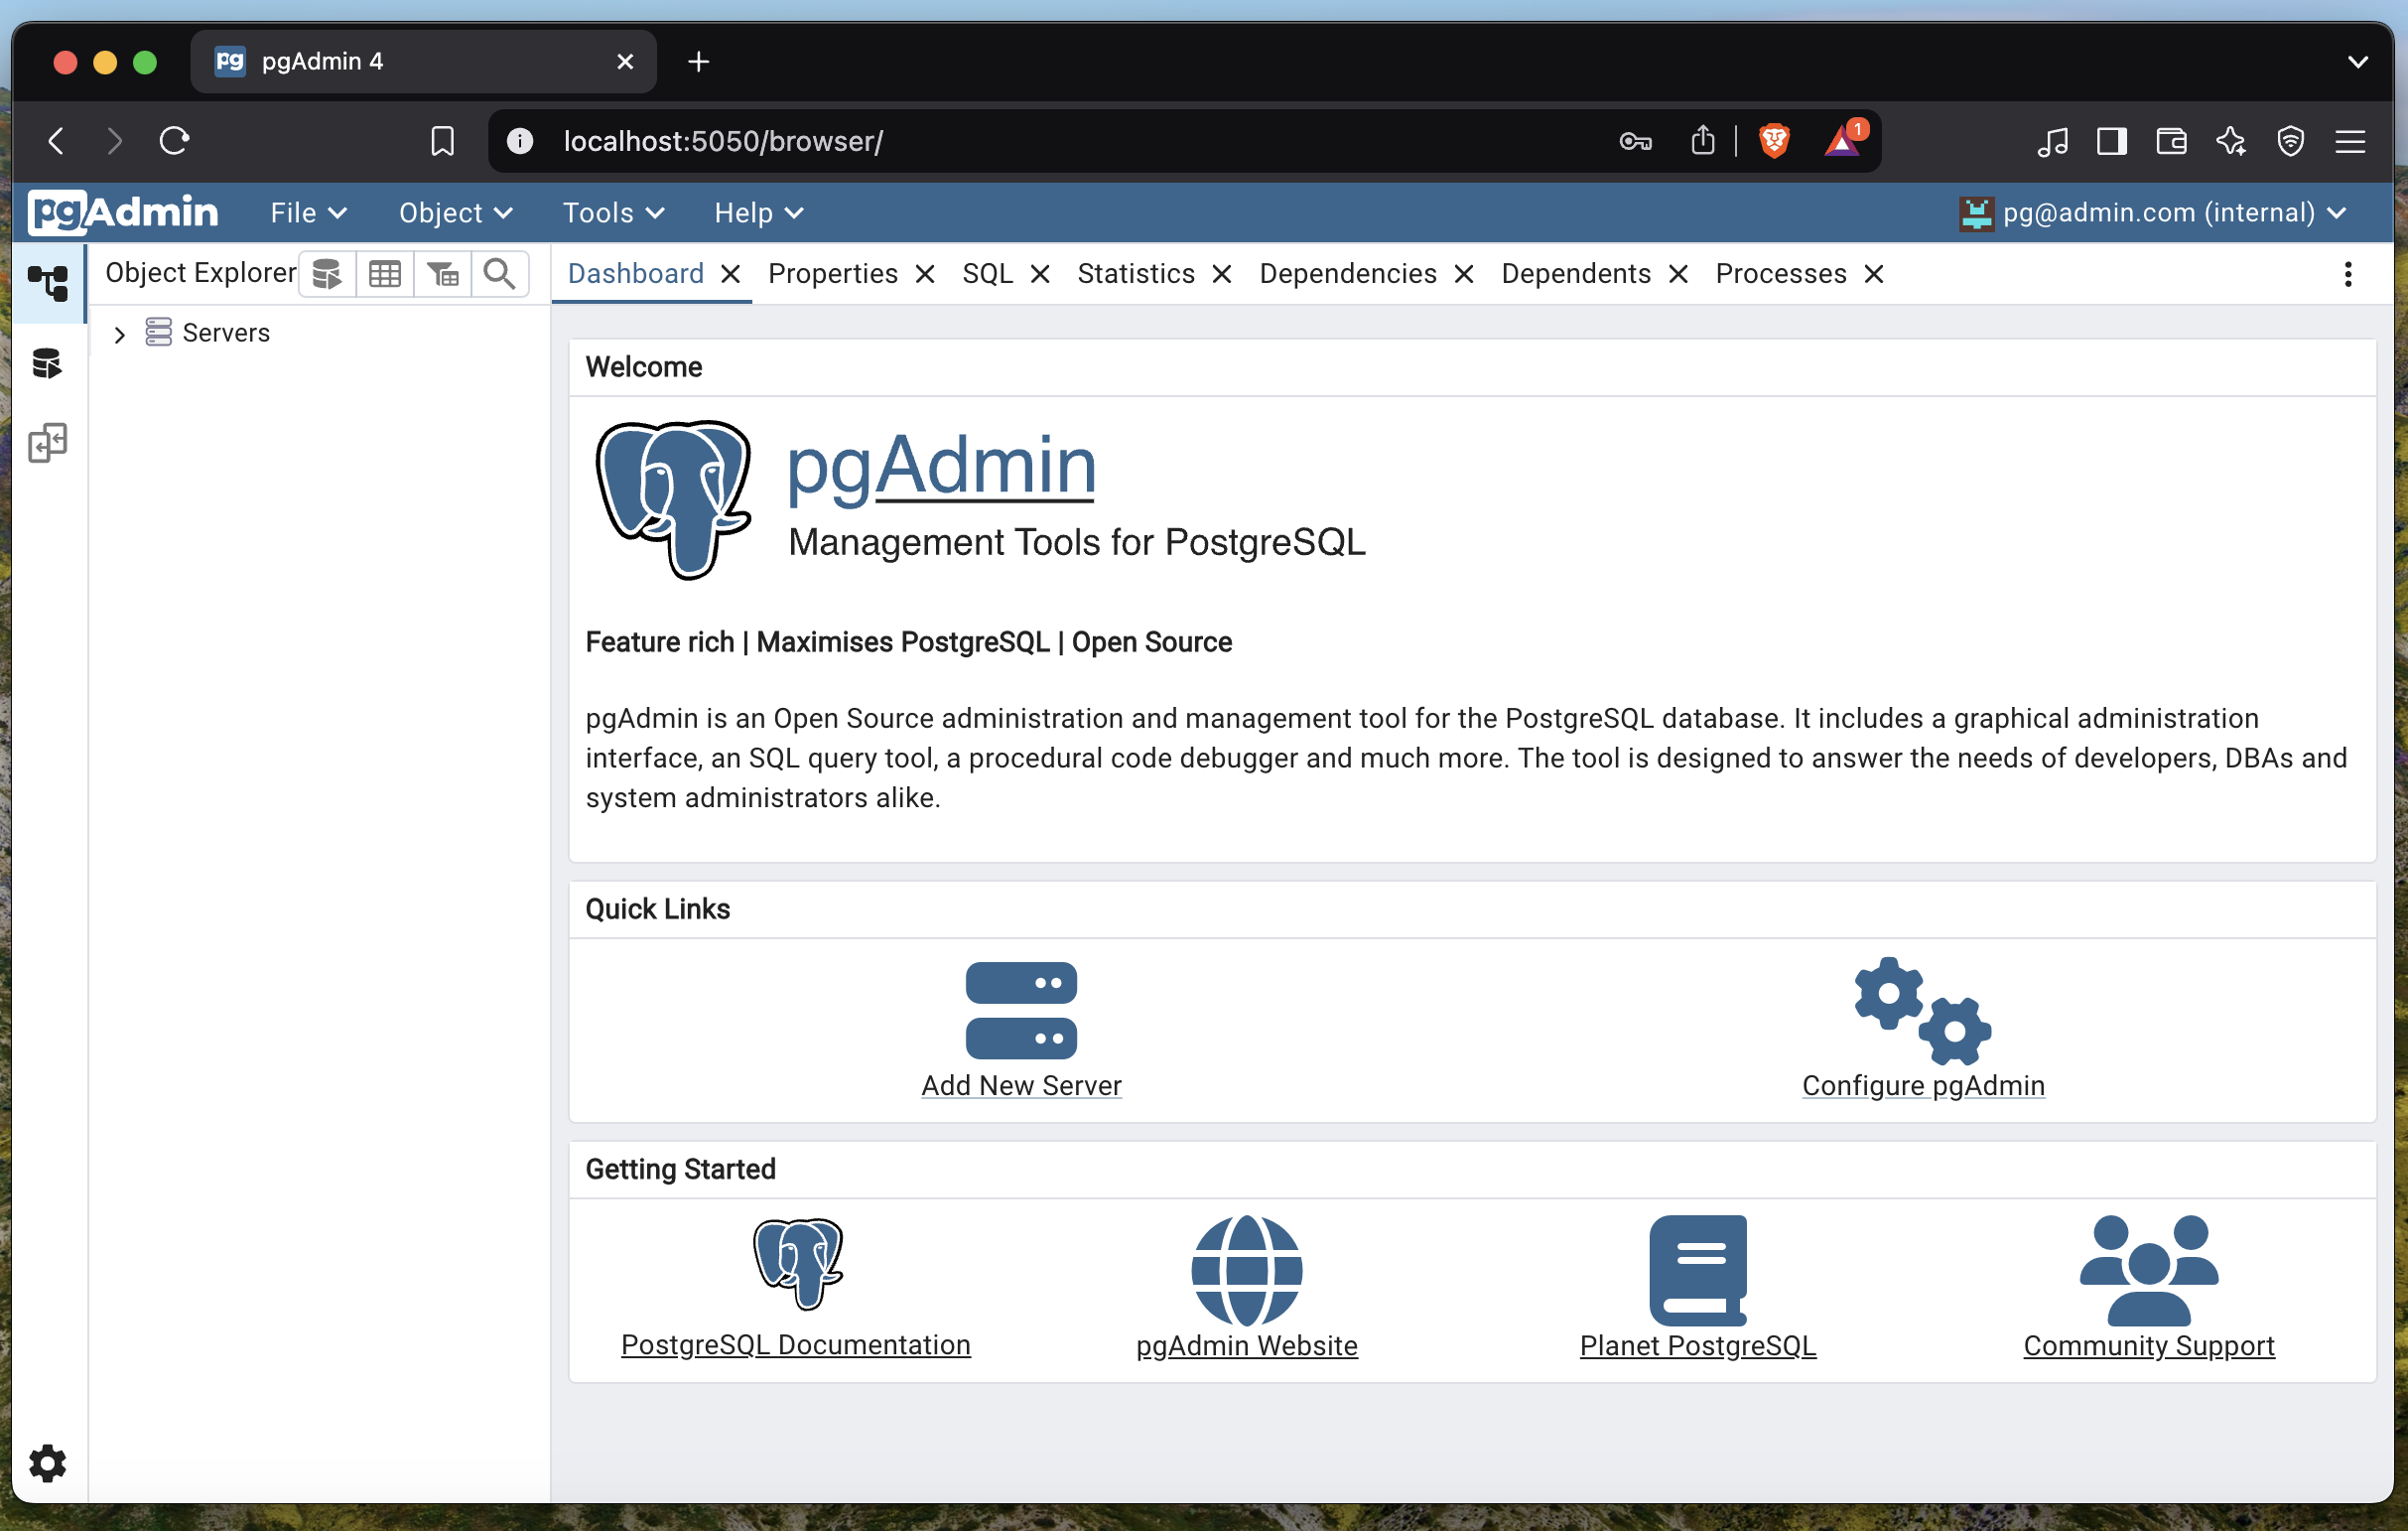 pg pgAdmin 4
localhost:5050/browser/
1
pgAdmin File Object Tools Help pg@admin.com (internal)
Object Explorer Dashboard Properties SQL Statistics Dependencies Dependents Processes
Servers
Welcome
pgAdmin
Management Tools for PostgreSQL
Feature rich | Maximises PostgreSQL | Open Source
pgAdmin is an Open Source administration and management tool for the PostgreSQL database. It includes a graphical administration
interface, an SQL query tool, a procedural code debugger and much more. The tool is designed to answer the needs of developers, DBAs and
system administrators alike.
Quick Links
Add New Server Configure pgAdmin
Getting Started
PostgreSQL Documentation pgAdmin Website Planet PostgreSQL Community Support